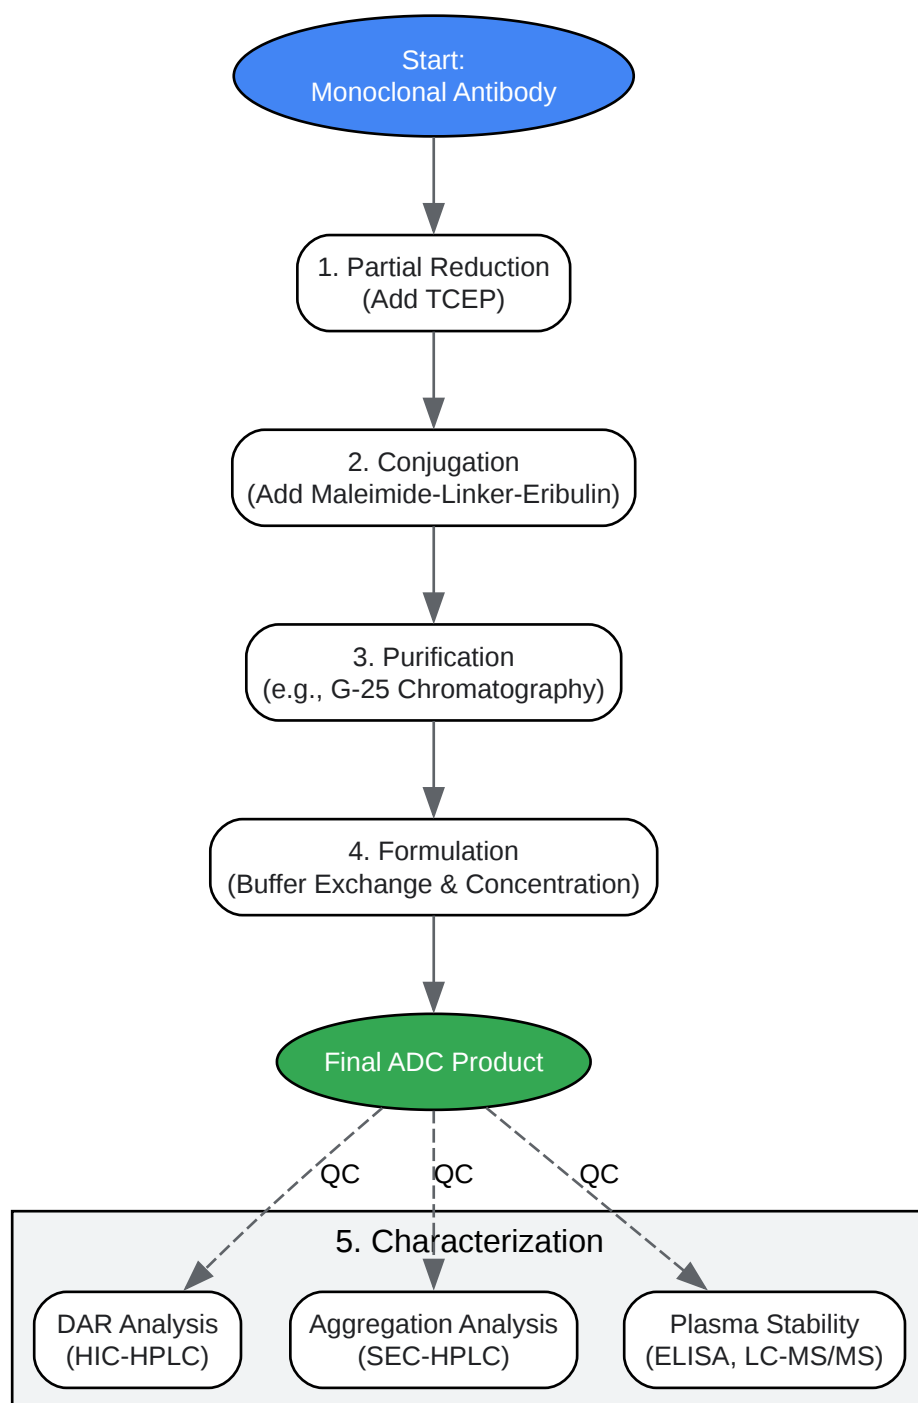 Start:
Monoclonal Antibody
1. Partial Reduction
(Add TCEP)
2. Conjugation
(Add Maleimide-Linker-Eribulin)
3. Purification
(e.g., G-25 Chromatography)
4. Formulation
(Buffer Exchange & Concentration)
Final ADC Product
QC
QC
QC
5. Characterization
DAR Analysis
(HIC-HPLC)
Aggregation Analysis
(SEC-HPLC)
Plasma Stability
(ELISA, LC-MS/MS)